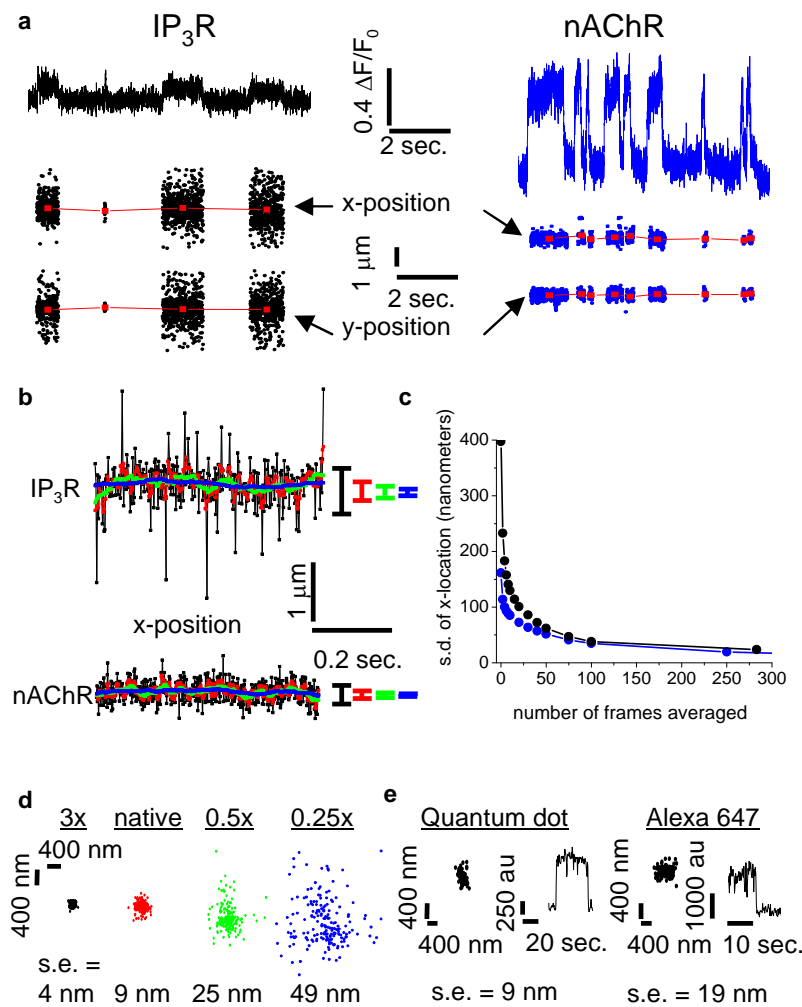 a
IP3R
nAChR
0.4 ΔF/F0
2 sec.
x-position
1 µm
2 sec.
y-position
b
IP3R
1 µm
x-position
0.2 sec.
nAChR
c
s.d. of x-location (nanometers)
400
300
200
100
0
0 50 100 150 200 250 300
number of frames averaged
d
3x native 0.5x 0.25x
400 nm
400 nm
s.e. =
4 nm 9 nm 25 nm 49 nm
e
Quantum dot Alexa 647
400 nm
250 au
400 nm
1000 au
400 nm 20 sec. 400 nm 10 sec.
s.e. = 9 nm s.e. = 19 nm